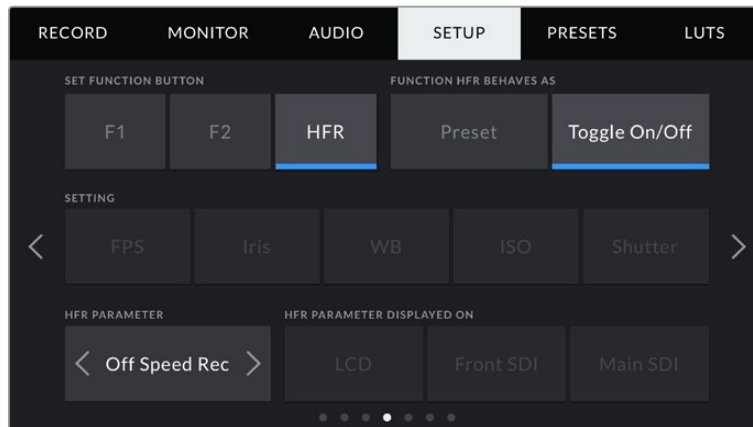 RECORD MONITOR AUDIO SETUP PRESETS LUTS
SET FUNCTION BUTTON FUNCTION HFR BEHAVES AS
F1 F2 HFR Preset Toggle On/Off
SETTING
FPS Iris WB ISO Shutter
HFR PARAMETER HFR PARAMETER DISPLAYED ON
Off Speed Rec LCD Front SDI Main SDI